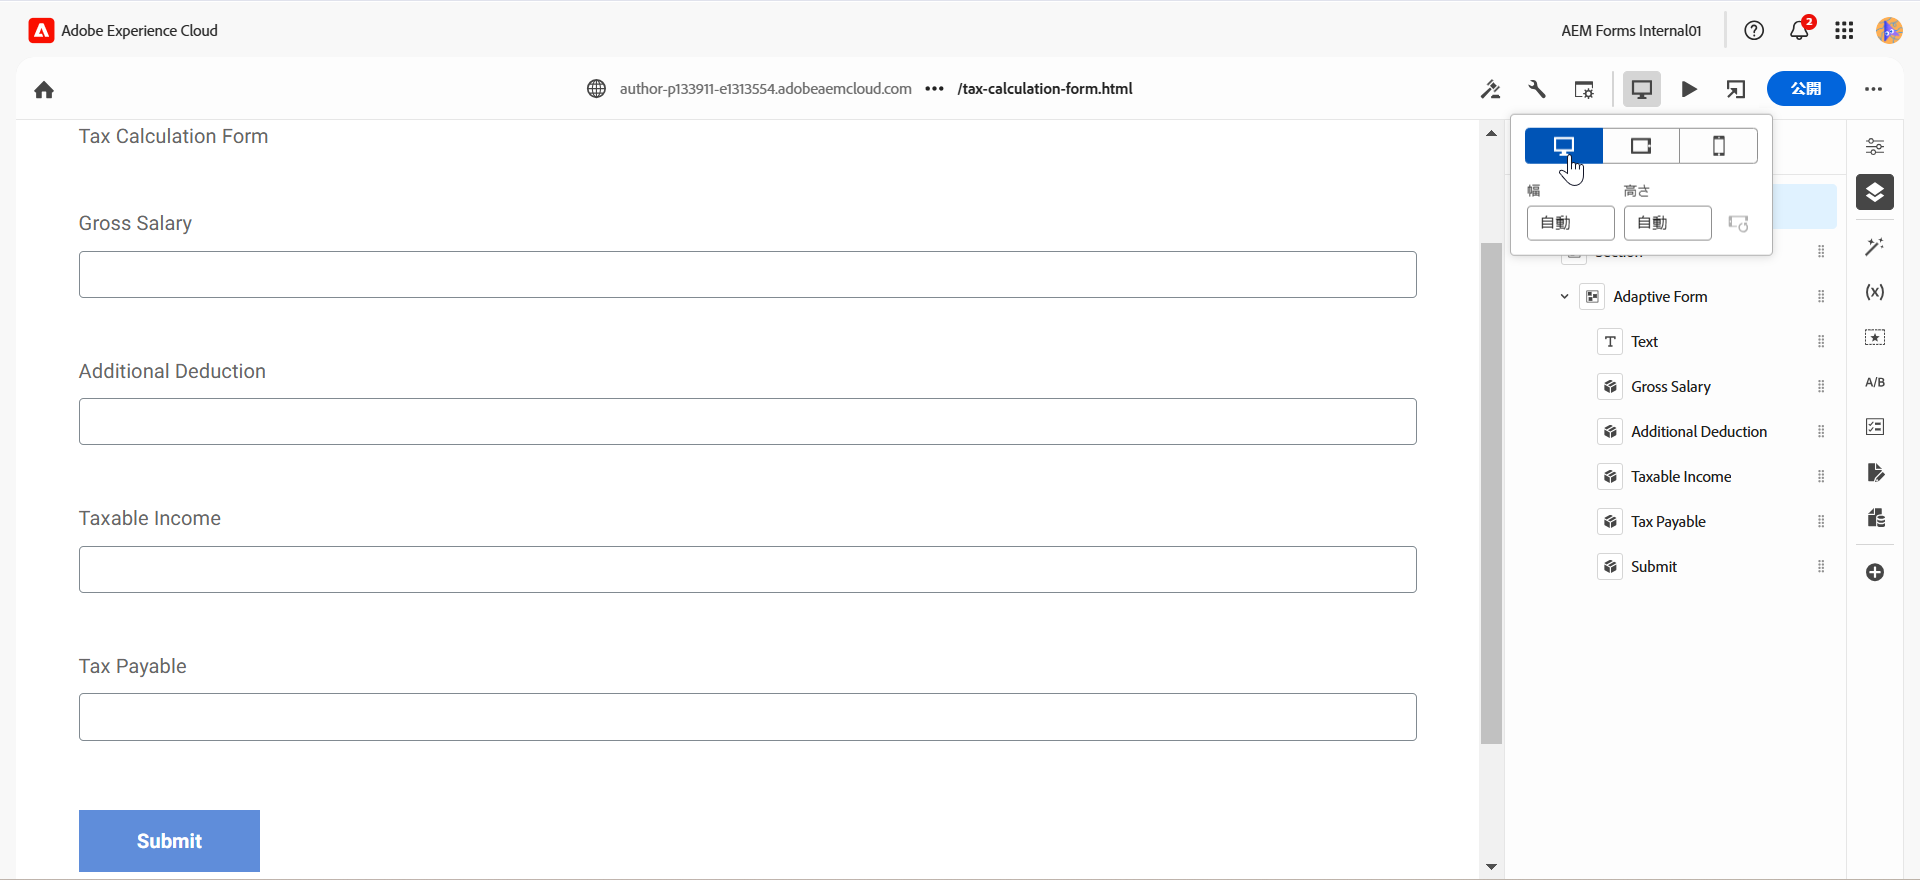 Adobe Experience Cloud
AEM Forms Internal01
2
author-p133911-e1313554.adobeaemcloud.com ••• /tax-calculation-form.html
公開
Tax Calculation Form
Gross Salary
Additional Deduction
Taxable Income
Tax Payable
Submit
幅
高さ
自動
自動
Section
Adaptive Form
Text
Gross Salary
Additional Deduction
Taxable Income
Tax Payable
Submit
(x)
A/B